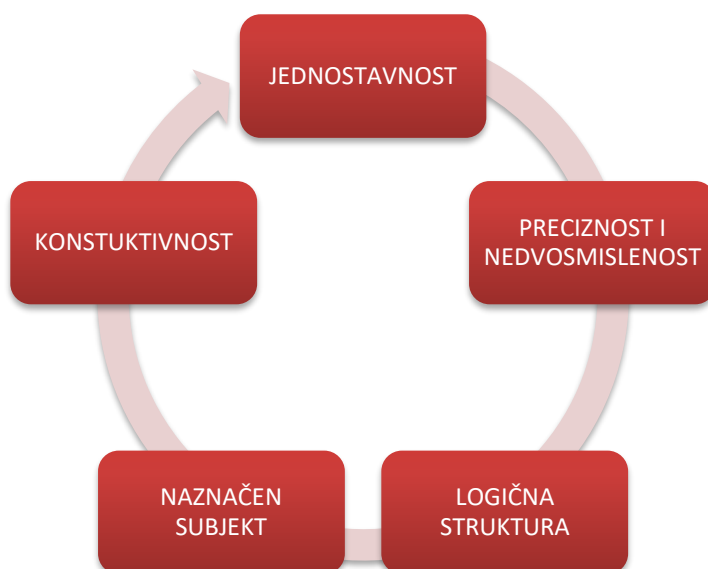 JEDNOSTAVNOST
PRECIZNOST I
NEDVOSMISLENOST
LOGIČNA
STRUKTURA
NAZNAČEN
SUBJEKT
KONSTUKTIVNOST